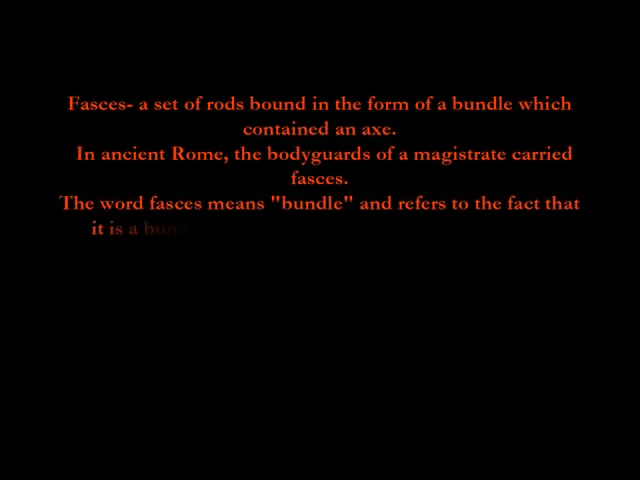 Fasces- a set of rods bound in the form of a bundle which
contained an axe.
In ancient Rome, the bodyguards of a magistrate carried
fasces.
The word fasces means "bundle" and refers to the fact that
it is a